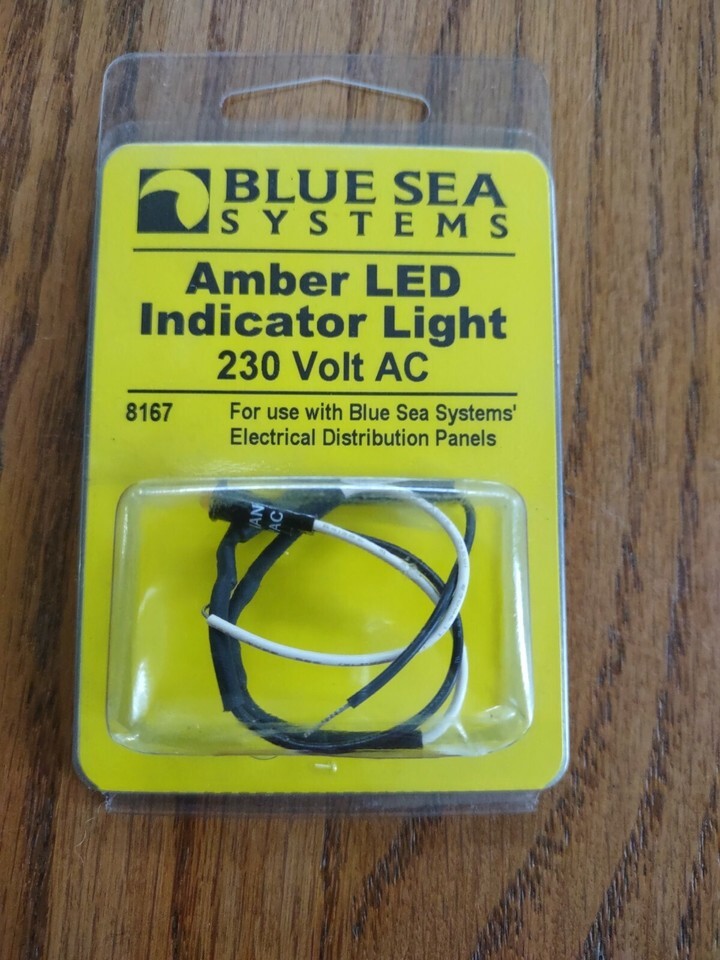 BLUE SEA
SYSTEMS
Amber LED
Indicator Light
230 Volt AC
8167
For use with Blue Sea Systems'
Electrical Distribution Panels
AC